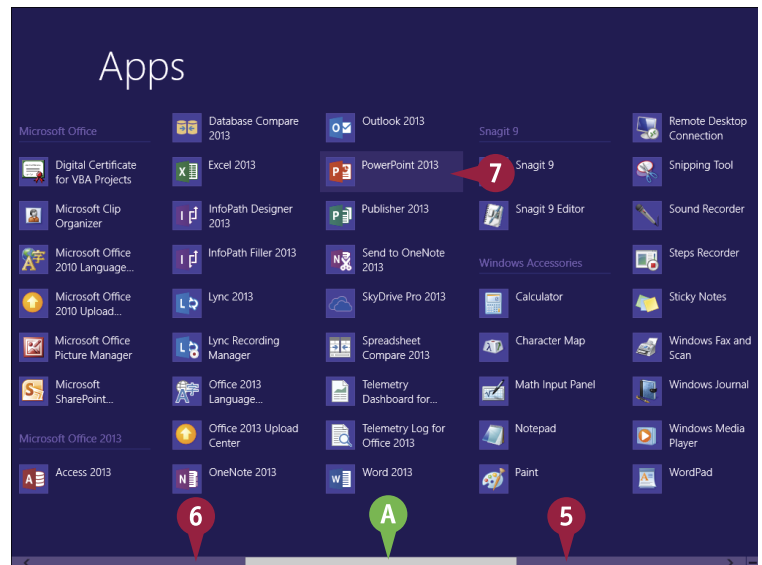 Apps
Microsoft Office
Digital Certificate
for VBA Projects
Microsoft Clip
Organizer
Microsoft Office
2010 Language...
Microsoft Office
2010 Upload...
Microsoft Office
Picture Manager
Microsoft
SharePoint...
Microsoft Office 2013
Access 2013
Database Compare
2013
Excel 2013
InfoPath Designer
2013
InfoPath Filler 2013
Lync 2013
Lync Recording
Manager
Office 2013
Language...
Office 2013 Upload
Center
OneNote 2013
Outlook 2013
PowerPoint 2013
7
Publisher 2013
Send to OneNote
2013
SkyDrive Pro 2013
Spreadsheet
Compare 2013
Telemetry
Dashboard for...
Telemetry Log for
Office 2013
Word 2013
Snagit 9
Snagit 9
Snagit 9 Editor
Windows Accessories
Calculator
Character Map
Math Input Panel
Notepad
Paint
Remote Desktop
Connection
Snipping Tool
Sound Recorder
Steps Recorder
Sticky Notes
Windows Fax and
Scan
Windows Journal
Windows Media
Player
WordPad
6
A
5